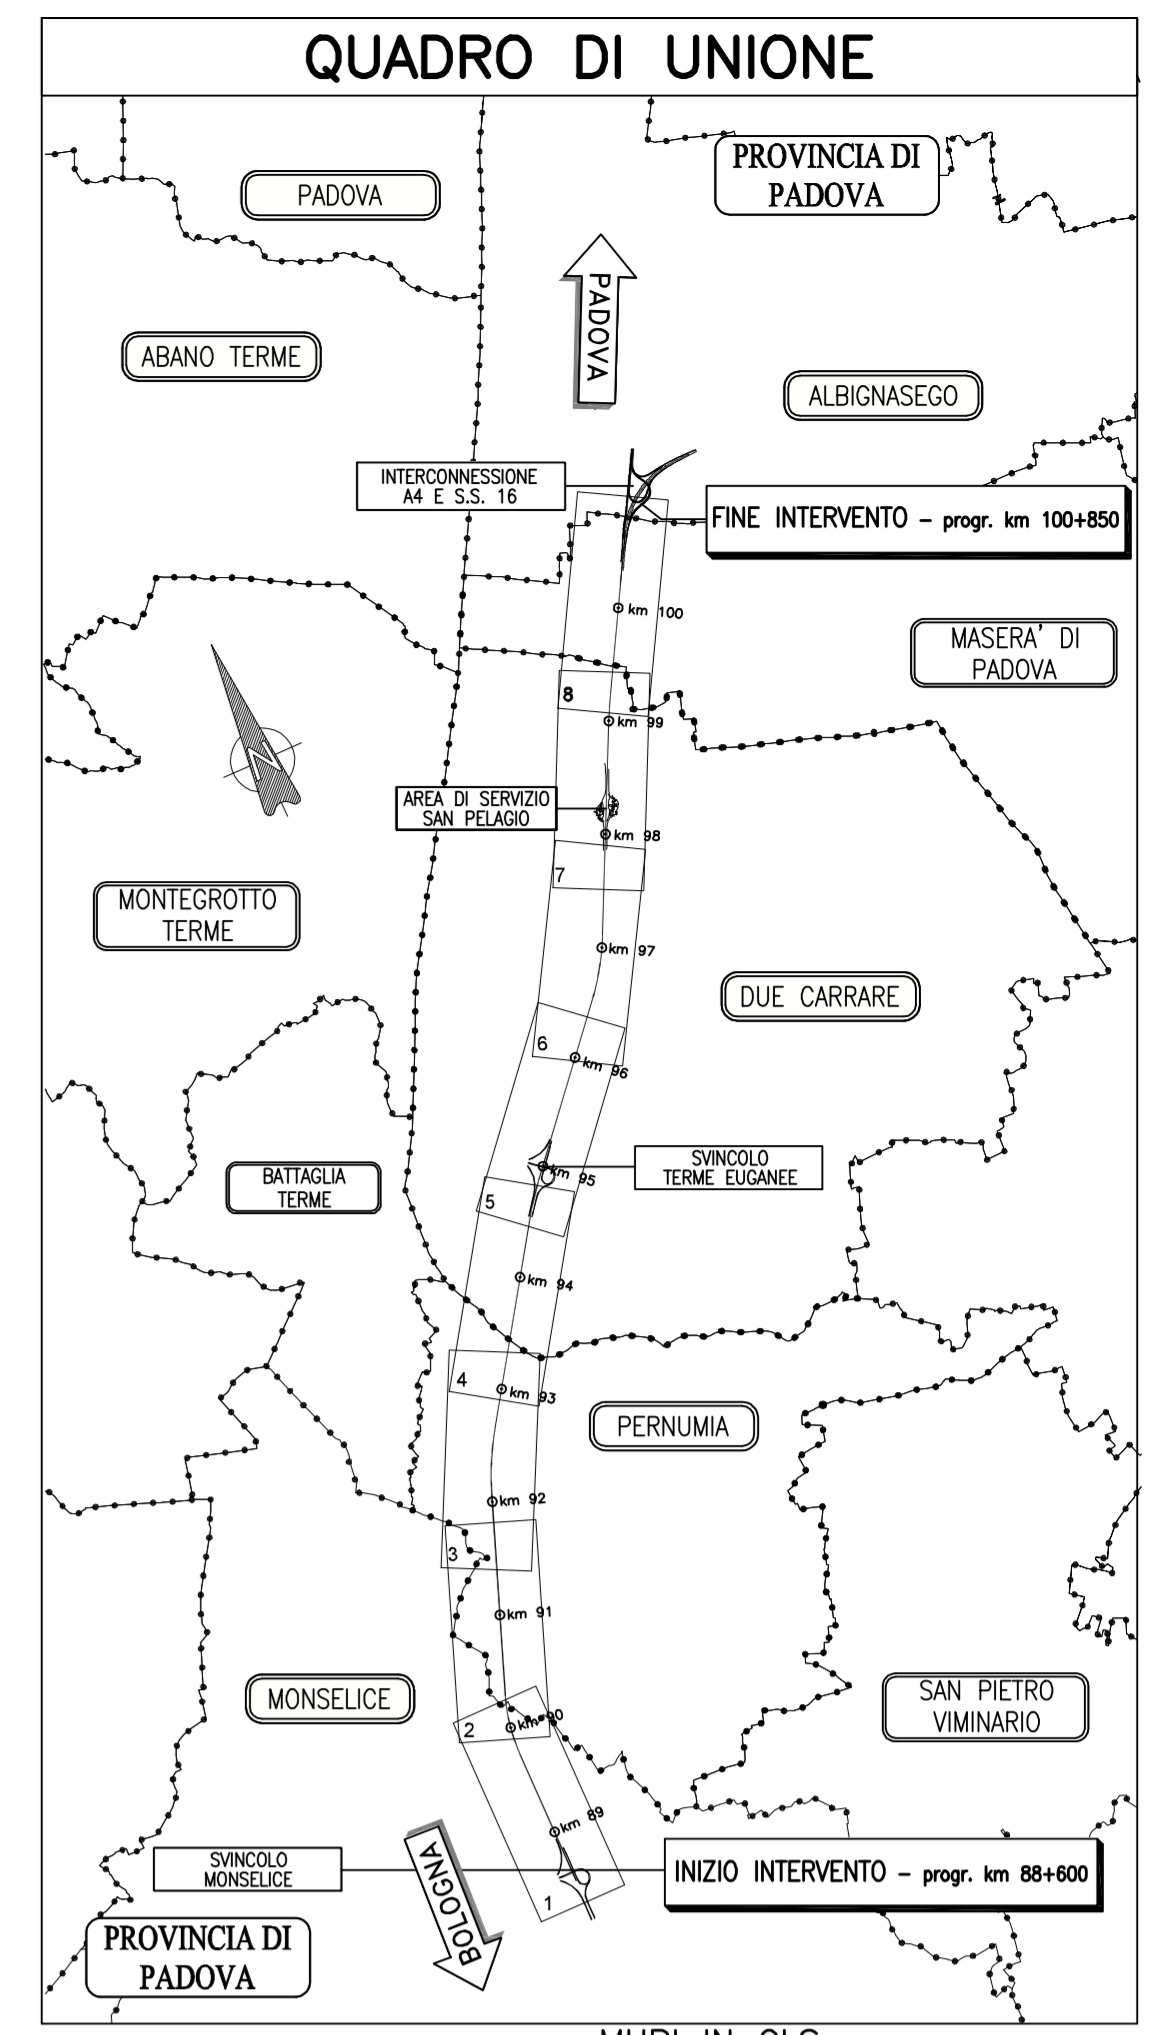 QUADRO DI UNIONE
PROVINCIA DI
PADOVA
PADOVA
PADOVA
ABANO TERME
ALBIGNASEGO
INTERCONNESSIONE
A4 E S.S. 16
FINE INTERVENTO – progr. km 100+850
km 100
MASERA' DI
PADOVA
8
km 99
N
AREA DI SERVIZIO
SAN PELAGIO
km 98
7
MONTEGROTTO
TERME
km 97
DUE CARRARE
6
km 96
SVINCOLO
TERME EUGANEE
km 95
BATTAGLIA
TERME
5
km 94
4
km 93
PERNUMIA
km 92
3
km 91
MONSELICE
SAN PIETRO
VIMINARIO
2
km 90
km 89
SVINCOLO
MONSELICE
BOLOGNA
INIZIO INTERVENTO – progr. km 88+600
1
PROVINCIA DI
PADOVA